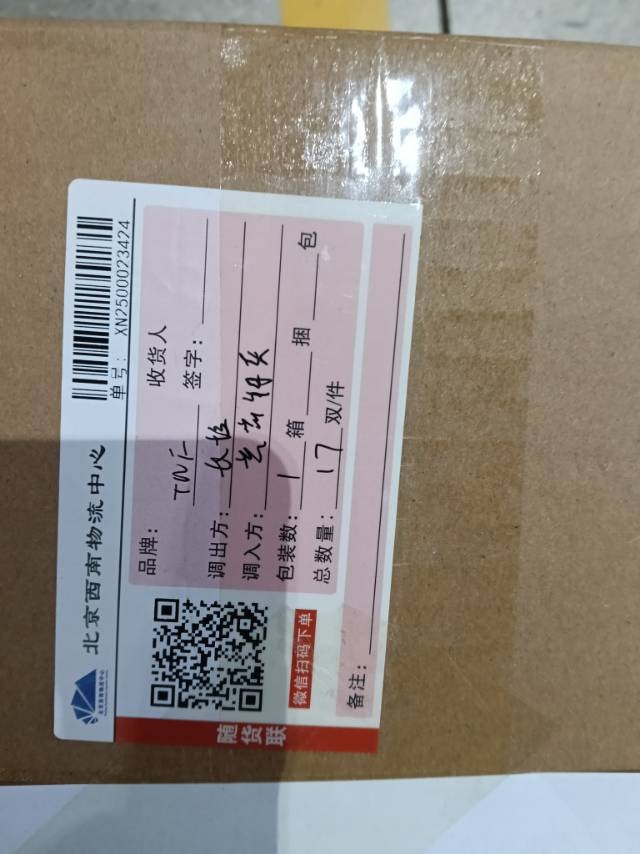 北京西南物流中心
单号: XN2500023424
品牌: TNF 收货人
调出方: 签字:
调入方:
包装数: 1 箱 捆 包
总数量: 17 双/件
微信扫码下单
备注:
随货联